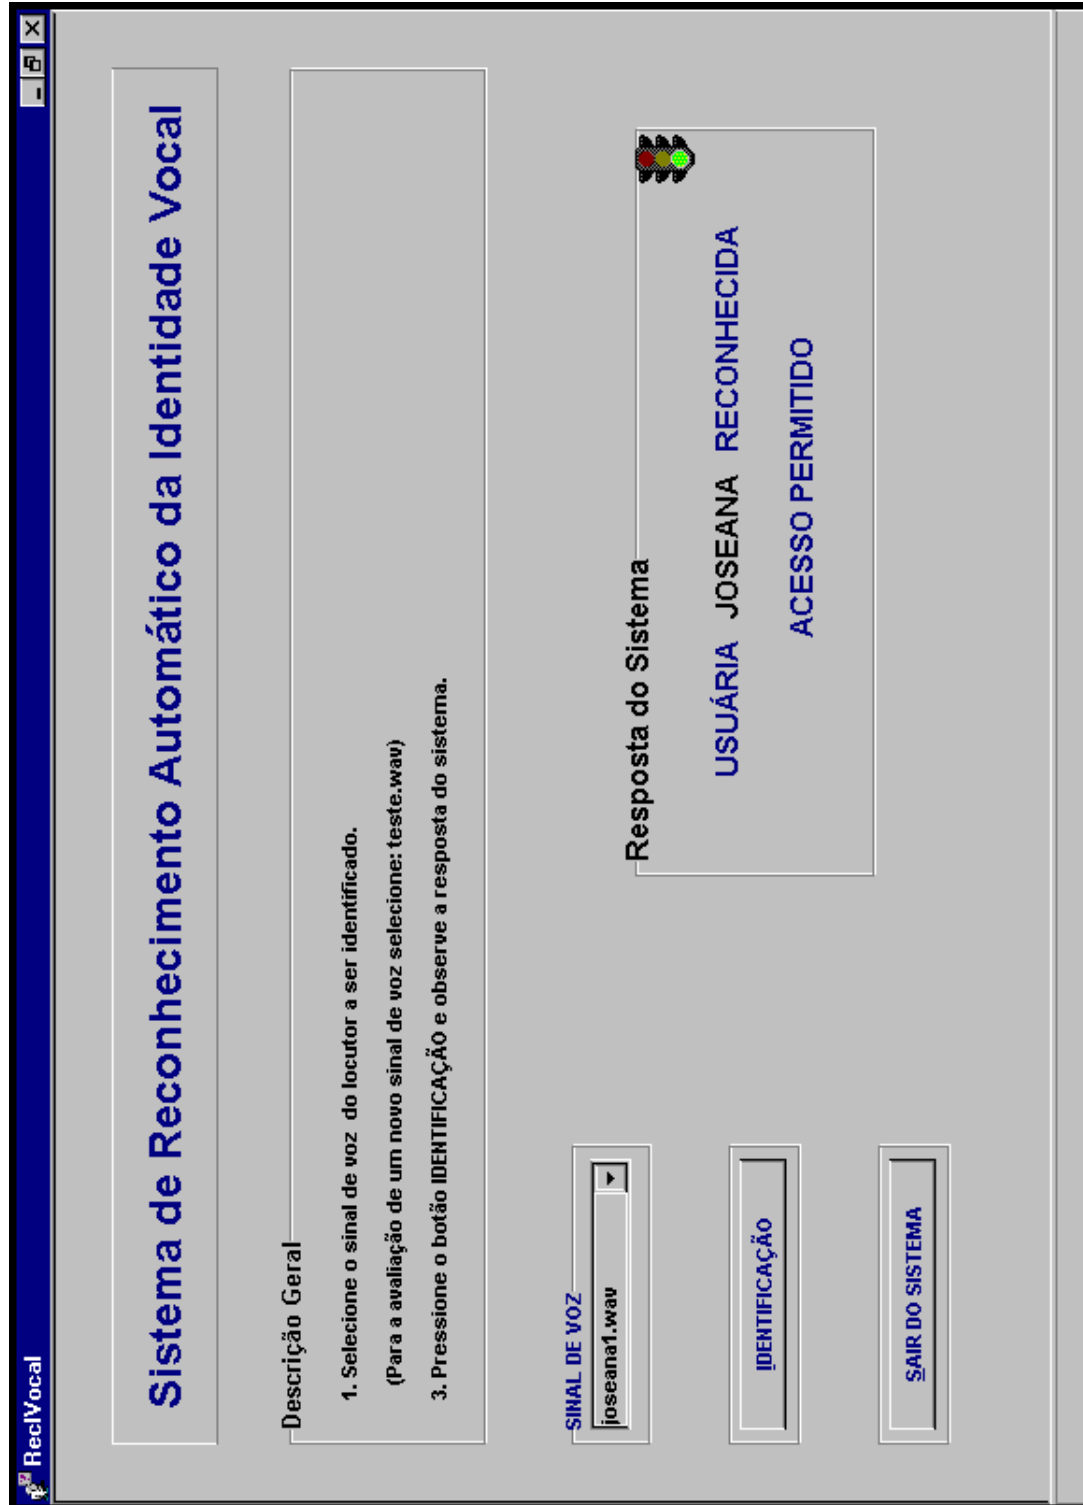 RecIVocal
Sistema de Reconhecimento Automático da Identidade Vocal
Descrição Geral
1. Selecione o sinal de voz do locutor a ser identificado.
(Para a avaliação de um novo sinal de voz selecione: teste.wav)
3. Pressione o botão IDENTIFICAÇÃO e observe a resposta do sistema.
SINAL DE VOZ
joseana1.wav
IDENTIFICAÇÃO
SAIR DO SISTEMA
Resposta do Sistema
USUÁRIA JOSEANA RECONHECIDA
ACESSO PERMITIDO